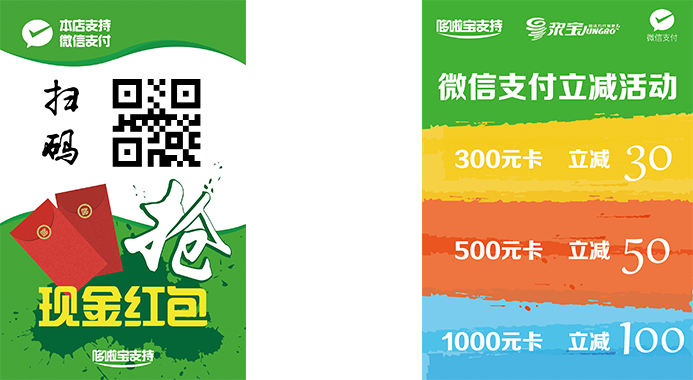 本店支持
微信支付
扫
码
抢
现金红包
哆啦宝支持
哆啦宝支持
JUNGBO
微信支付
微信支付立减活动
300元卡 立减 30
500元卡 立减 50
1000元卡 立减 100